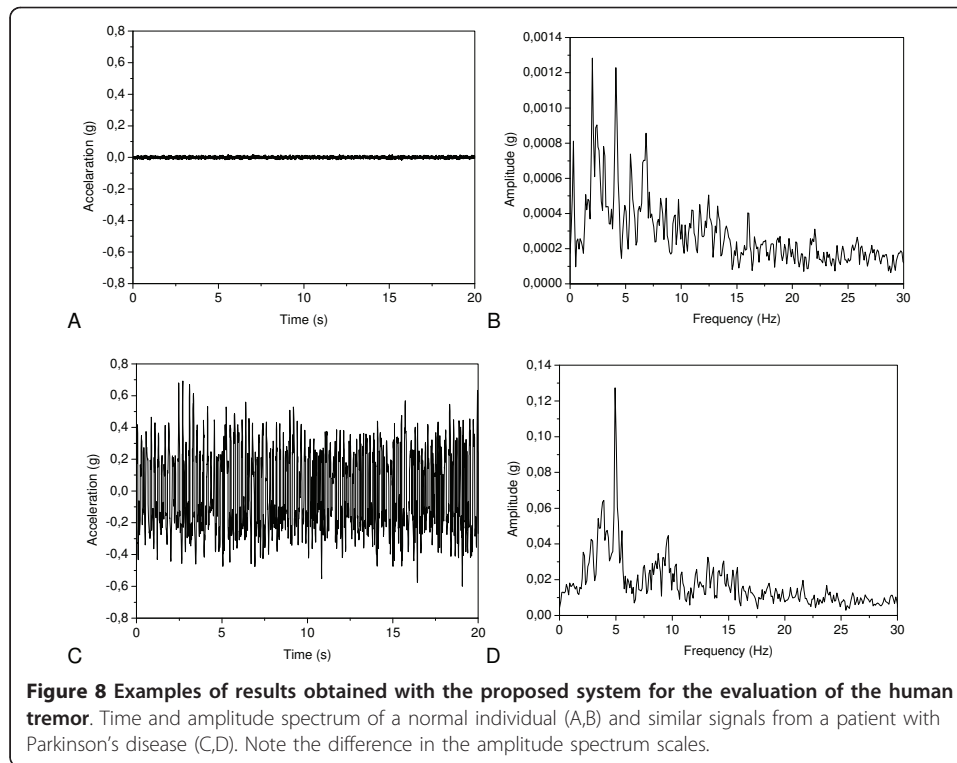 0,8
0,6
0,4
0,2
0,0
-0,2
-0,4
-0,6
-0,8
Accelaration (g)
0 5 10 15 20
Time (s)
A
0,0014
0,0012
0,0010
0,0008
0,0006
0,0004
0,0002
0,0000
Amplitude (g)
0 5 10 15 20 25 30
Frequency (Hz)
B
0,8
0,6
0,4
0,2
0,0
-0,2
-0,4
-0,6
-0,8
Acceleration (g)
0 5 10 15 20
Time (s)
C
0,14
0,12
0,10
0,08
0,06
0,04
0,02
0,00
Amplitude (g)
0 5 10 15 20 25 30
Frequency (Hz)
D
Figure 8 Examples of results obtained with the proposed system for the evaluation of the human
tremor. Time and amplitude spectrum of a normal individual (A,B) and similar signals from a patient with
Parkinson's disease (C,D). Note the difference in the amplitude spectrum scales.